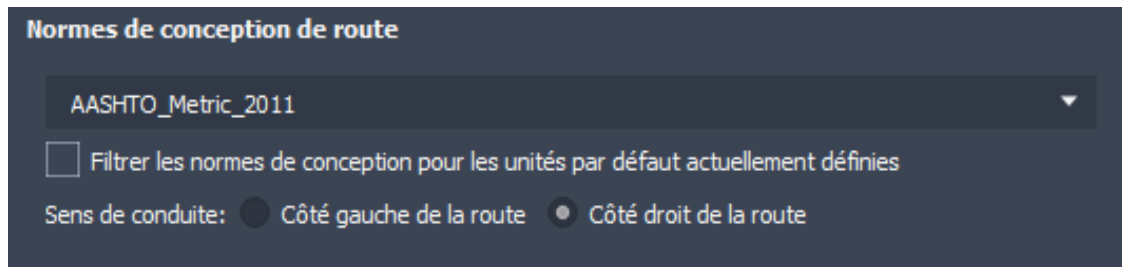 Normes de conception de route
AASHTO_Metric_2011
Filtrer les normes de conception pour les unités par défaut actuellement définies
Sens de conduite: Côté gauche de la route Côté droit de la route